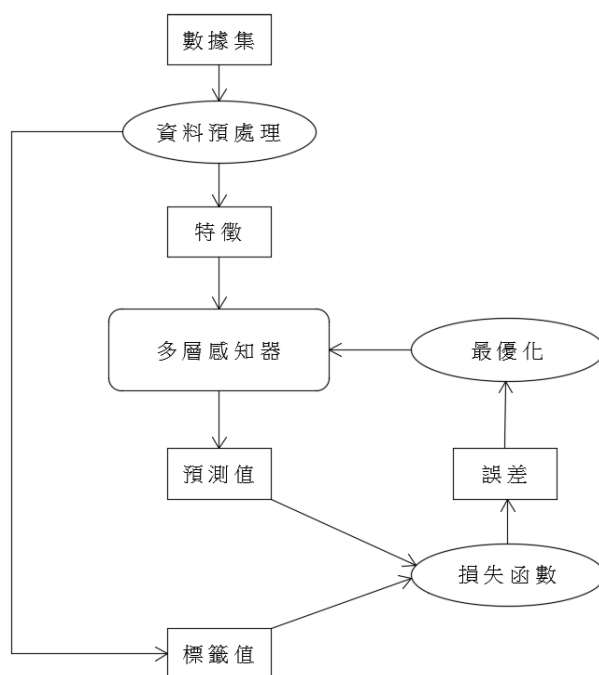 數據集
資料預處理
特徵
多層感知器
最優化
預測值
誤差
損失函數
標籤值